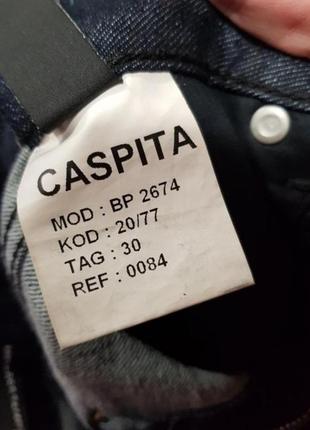 CASPITA
MOD : BP 2674
KOD : 20/77
TAG : 30
REF : 0084